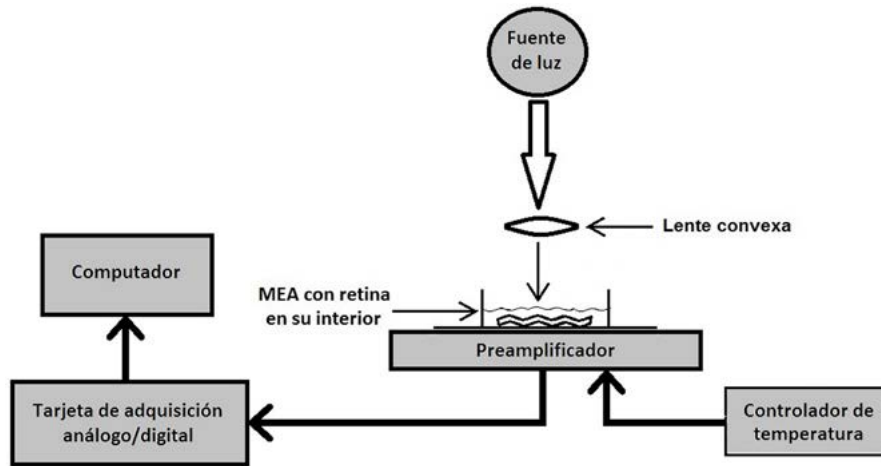 Fuente
de luz
Lente convexa
Computador
MEA con retina
en su interior
Preamplificador
Tarjeta de adquisición
análogo/digital
Controlador de
temperatura